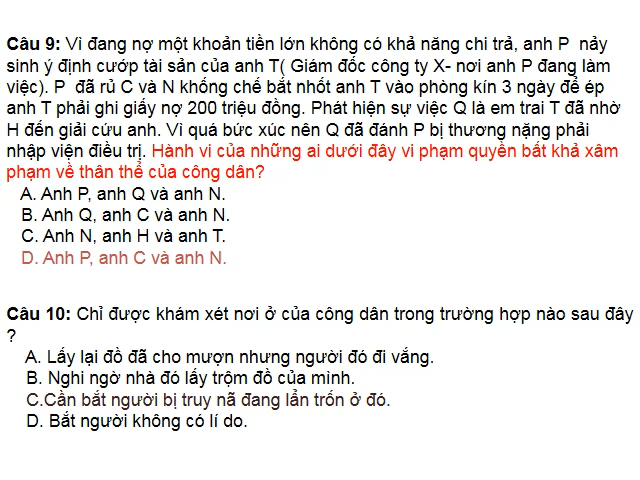 Câu 9: Vì đang nợ một khoản tiền lớn không có khả năng chi trả, anh P nảy
sinh ý định cướp tài sản của anh T( Giám đốc công ty X- nơi anh P đang làm
việc). P đã rủ C và N khống chế bắt nhốt anh T vào phòng kín 3 ngày để ép
anh T phải ghi giấy nợ 200 triệu đồng. Phát hiện sự việc Q là em trai T đã nhờ
H đến giải cứu anh. Vì quá bức xúc nên Q đã đánh P bị thương nặng phải
nhập viện điều trị. Hành vi của những ai dưới đây vi phạm quyền bất khả xâm
phạm về thân thể của công dân?
A. Anh P, anh Q và anh N.
B. Anh Q, anh C và anh N.
C. Anh N, anh H và anh T.
D. Anh P, anh C và anh N.
Câu 10: Chỉ được khám xét nơi ở của công dân trong trường hợp nào sau đây
?
A. Lấy lại đồ đã cho mượn nhưng người đó đi vắng.
B. Nghi ngờ nhà đó lấy trộm đồ của mình.
C.Cần bắt người bị truy nã đang lẩn trốn ở đó.
D. Bắt người không có lí do.